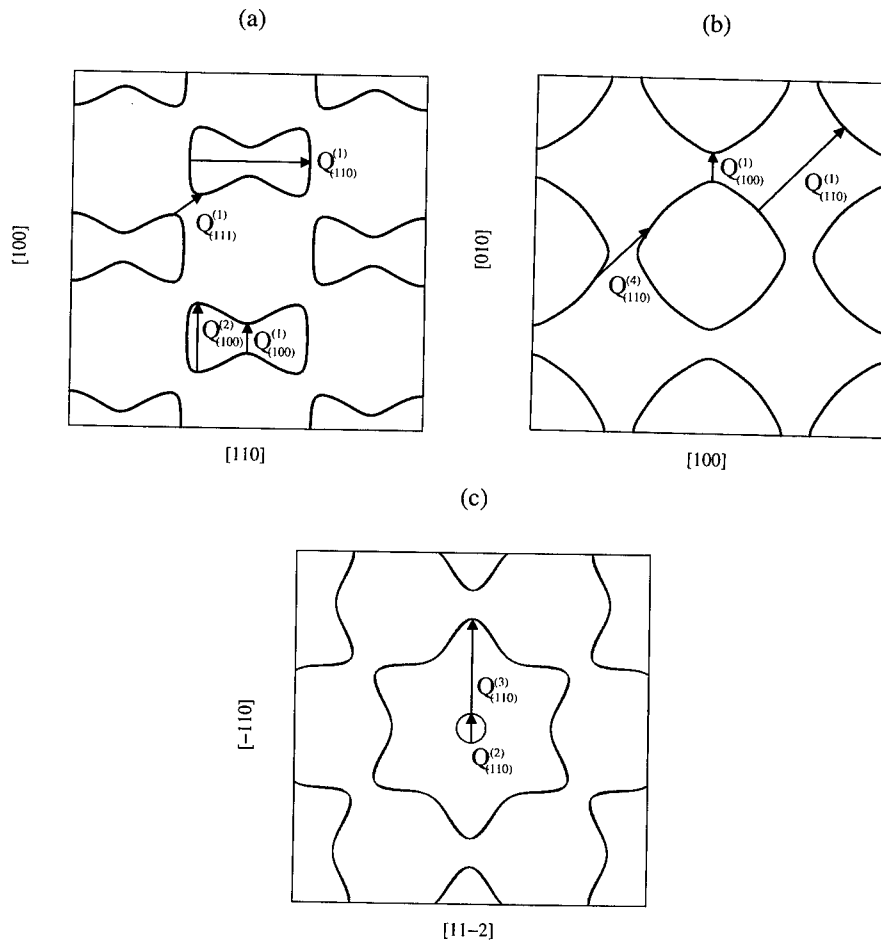 (a)
(b)
Q(1)(110)
Q(1)(111)
Q(2)(100)
Q(1)(100)
[100]
[110]
Q(1)(100)
Q(1)(110)
Q(4)(110)
[010]
[100]
(c)
Q(3)(110)
Q(2)(110)
[-110]
[11-2]